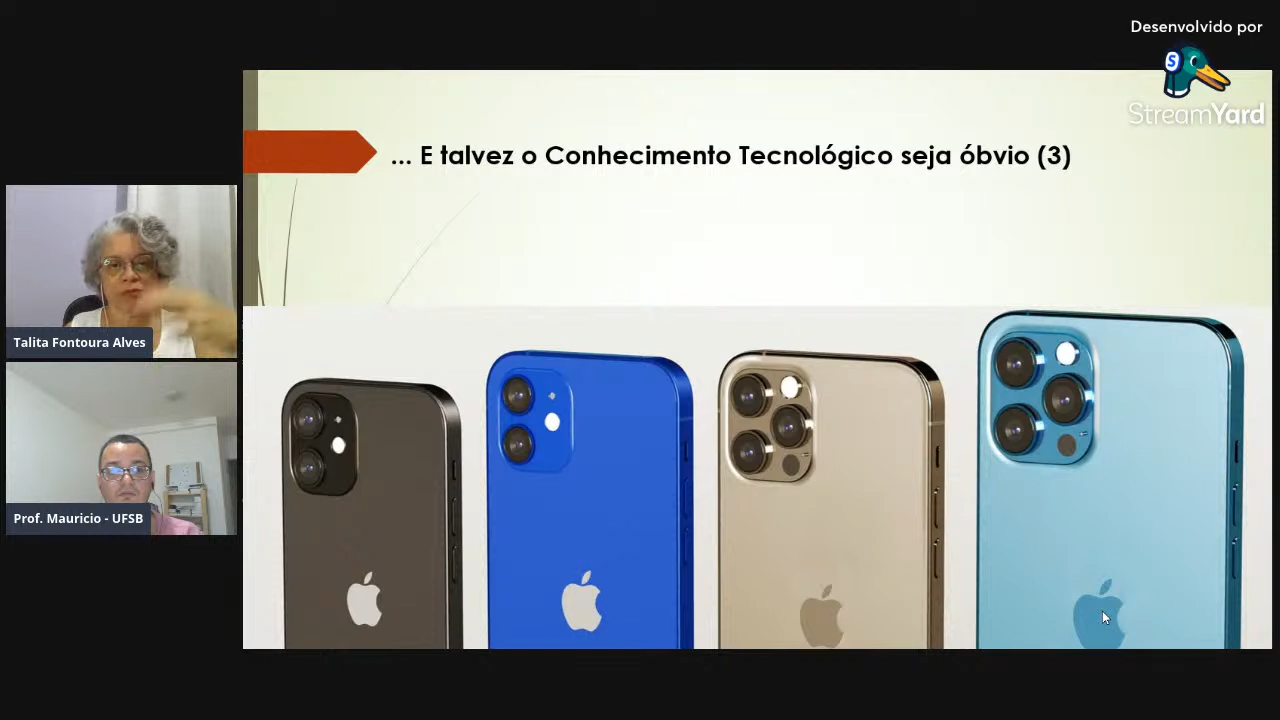 Desenvolvido por
StreamYard
... E talvez o Conhecimento Tecnológico seja óbvio (3)
Talita Fontoura Alves
Prof. Mauricio - UFSB